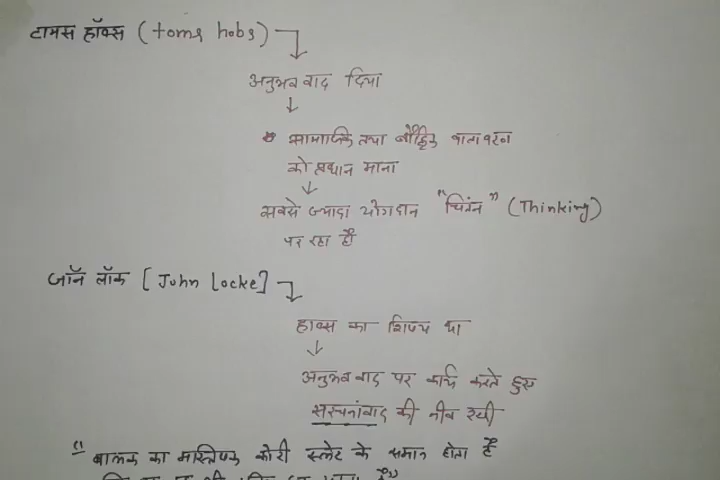 टामस हॉब्स (toms hobs)
अनुभववाद दिया
सामाजिक तथा बौद्धिक वातावरण
को प्रधान माना
सबसे ज्यादा योगदान "चिंतन" (Thinking)
पर रहा है
जॉन लॉक [John Locke]
हाब्स का शिष्य था
अनुभववाद पर कार्य करते हुए
सरचनांवाद की नीव रखी
" बालक का मस्तिष्क कोरी स्लेट के समान होता है